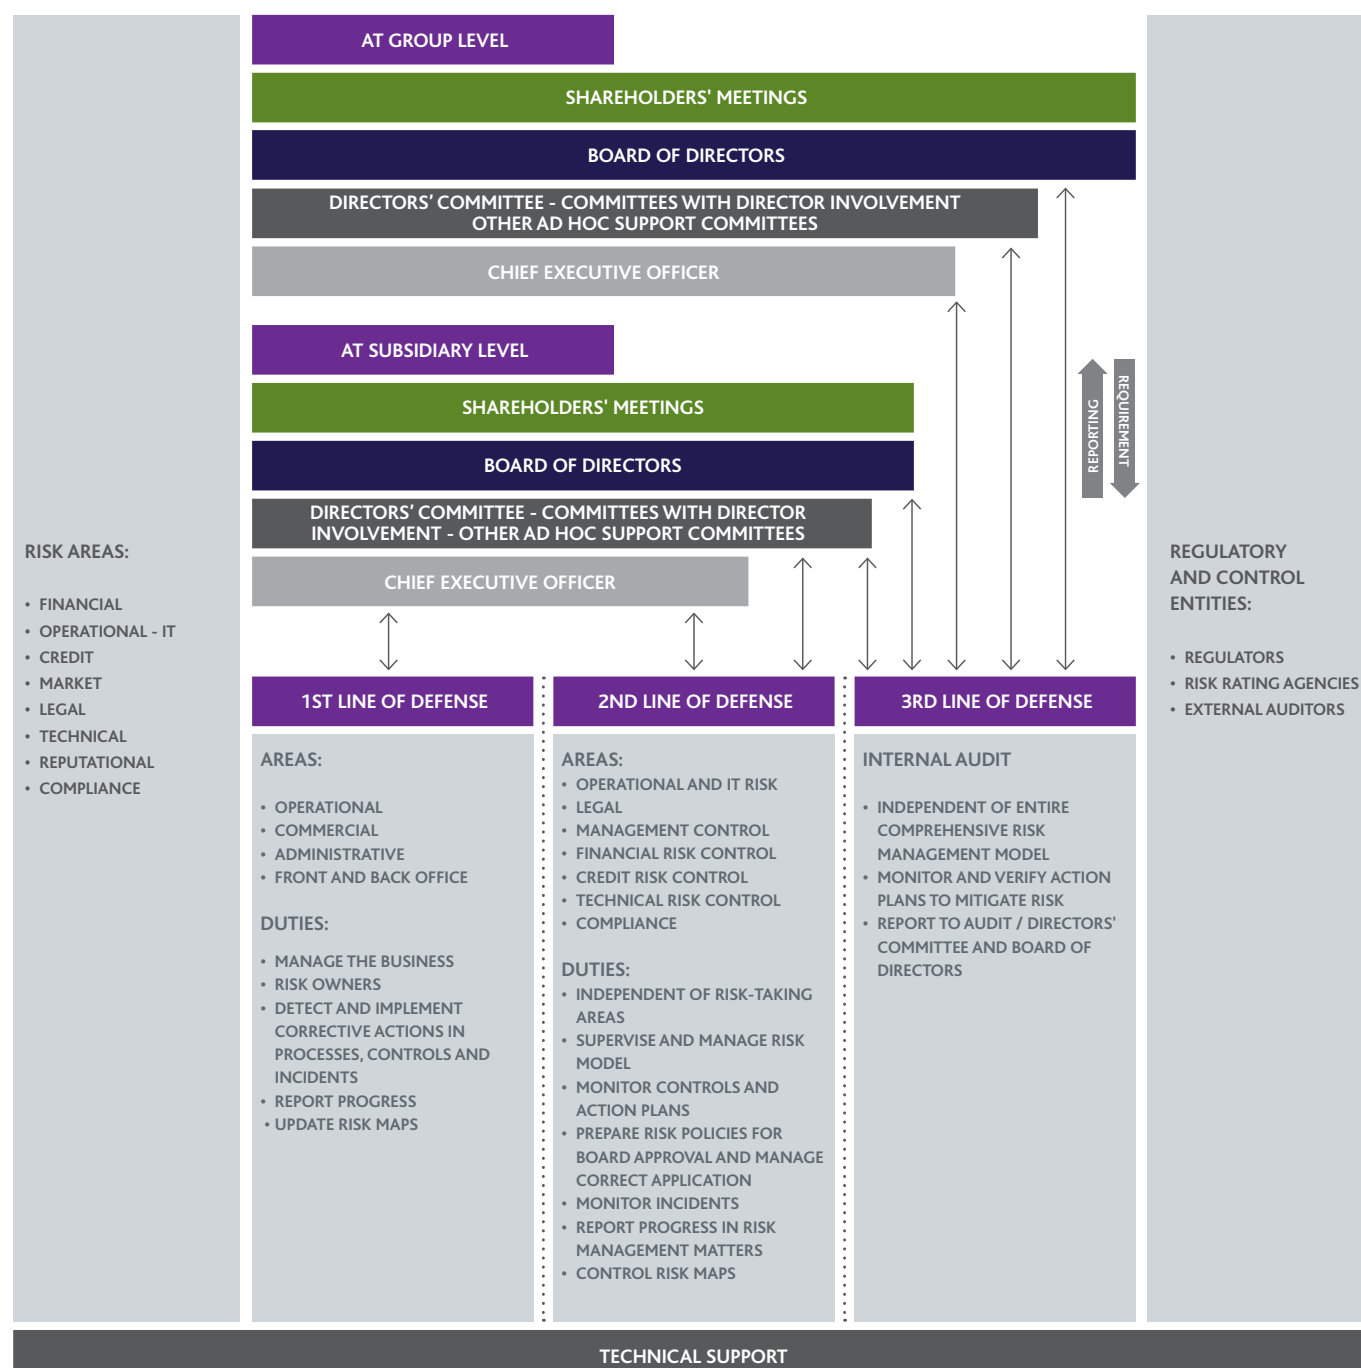 AT GROUP LEVEL
SHAREHOLDERS' MEETINGS
BOARD OF DIRECTORS
DIRECTORS' COMMITTEE - COMMITTEES WITH DIRECTOR INVOLVEMENT
OTHER AD HOC SUPPORT COMMITTEES
CHIEF EXECUTIVE OFFICER
AT SUBSIDIARY LEVEL
SHAREHOLDERS' MEETINGS
BOARD OF DIRECTORS
DIRECTORS' COMMITTEE - COMMITTEES WITH DIRECTOR
INVOLVEMENT - OTHER AD HOC SUPPORT COMMITTEES
CHIEF EXECUTIVE OFFICER
REPORTING
REQUIREMENT
RISK AREAS:
• FINANCIAL
• OPERATIONAL - IT
• CREDIT
• MARKET
• LEGAL
• TECHNICAL
• REPUTATIONAL
• COMPLIANCE
REGULATORY
AND CONTROL
ENTITIES:
• REGULATORS
• RISK RATING AGENCIES
• EXTERNAL AUDITORS
1ST LINE OF DEFENSE
AREAS:
• OPERATIONAL
• COMMERCIAL
• ADMINISTRATIVE
• FRONT AND BACK OFFICE
DUTIES:
• MANAGE THE BUSINESS
• RISK OWNERS
• DETECT AND IMPLEMENT
CORRECTIVE ACTIONS IN
PROCESSES, CONTROLS AND
INCIDENTS
• REPORT PROGRESS
• UPDATE RISK MAPS
2ND LINE OF DEFENSE
AREAS:
• OPERATIONAL AND IT RISK
• LEGAL
• MANAGEMENT CONTROL
• FINANCIAL RISK CONTROL
• CREDIT RISK CONTROL
• TECHNICAL RISK CONTROL
• COMPLIANCE
DUTIES:
• INDEPENDENT OF RISK-TAKING
AREAS
• SUPERVISE AND MANAGE RISK
MODEL
• MONITOR CONTROLS AND
ACTION PLANS
• PREPARE RISK POLICIES FOR
BOARD APPROVAL AND MANAGE
CORRECT APPLICATION
• MONITOR INCIDENTS
• REPORT PROGRESS IN RISK
MANAGEMENT MATTERS
• CONTROL RISK MAPS
3RD LINE OF DEFENSE
INTERNAL AUDIT
• INDEPENDENT OF ENTIRE
COMPREHENSIVE RISK
MANAGEMENT MODEL
• MONITOR AND VERIFY ACTION
PLANS TO MITIGATE RISK
• REPORT TO AUDIT / DIRECTORS'
COMMITTEE AND BOARD OF
DIRECTORS
TECHNICAL SUPPORT